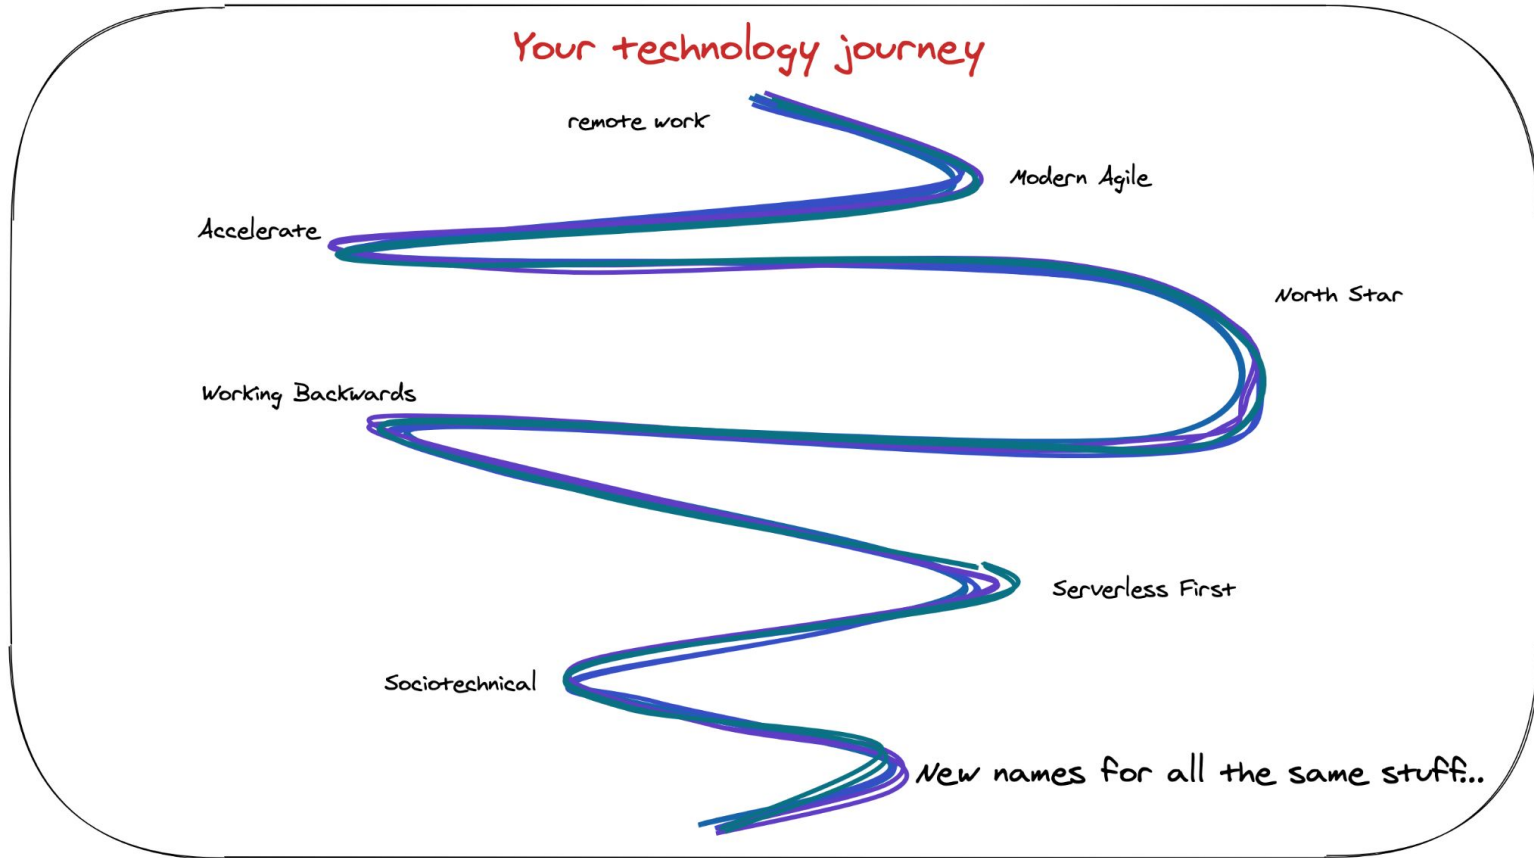 Your technology journey
remote work
Modern Agile
Accelerate
North Star
Working Backwards
Serverless First
Sociotechnical
New names for all the same stuff...